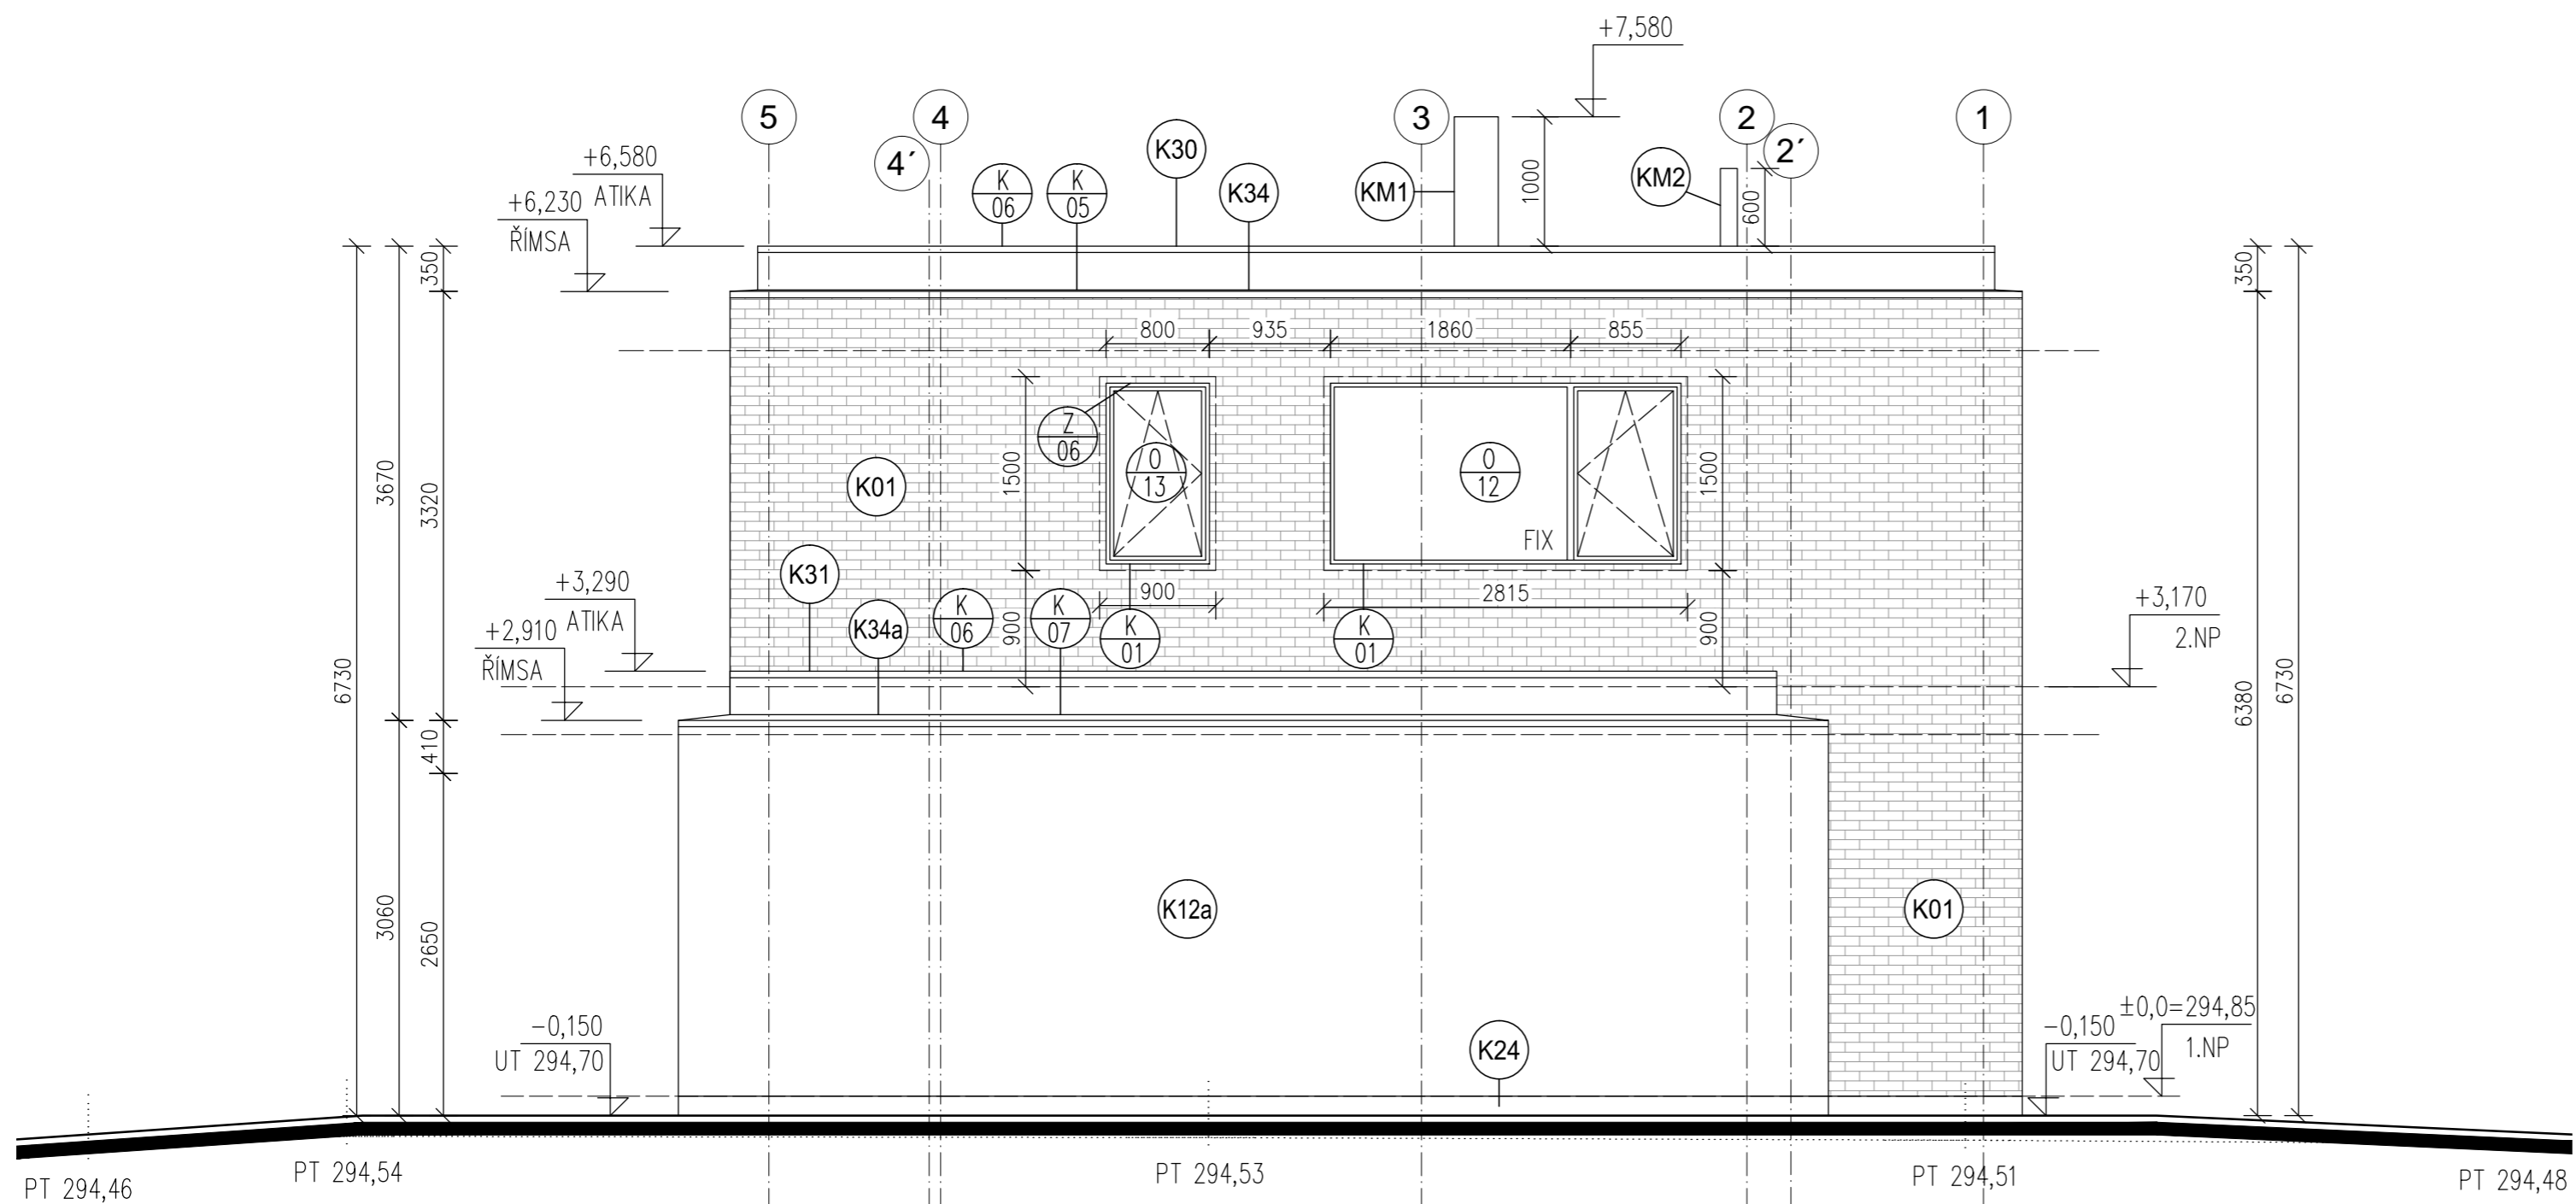 +7,580
5
4
4´
3
2
2´
1
K
06
K
05
K30
K34
KM1
KM2
1000
600
+6,580
ATIKA
+6,230
ŘÍMSA
350
350
800
935
1860
855
Z
06
O
13
O
12
FIX
1500
1500
K01
6730
3670
3320
K31
K34a
K
06
K
07
K
01
K
01
900
2815
900
900
+3,290
ATIKA
+2,910
ŘÍMSA
+3,170
2.NP
6380
6730
410
3060
2650
K12a
K01
K24
-0,150
UT 294,70
-0,150
UT 294,70
±0,0=294,85
1.NP
PT 294,46
PT 294,54
PT 294,53
PT 294,51
PT 294,48